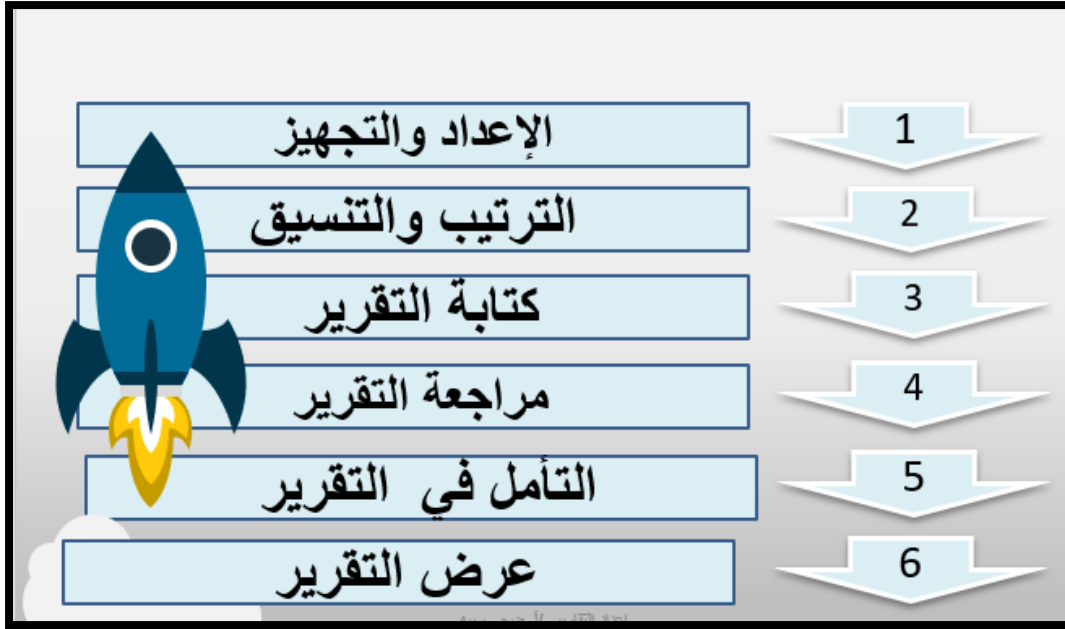 1 الإعداد والتجهيز
2 الترتيب والتنسيق
3 كتابة التقرير
4 مراجعة التقرير
5 التأمل في التقرير
6 عرض التقرير